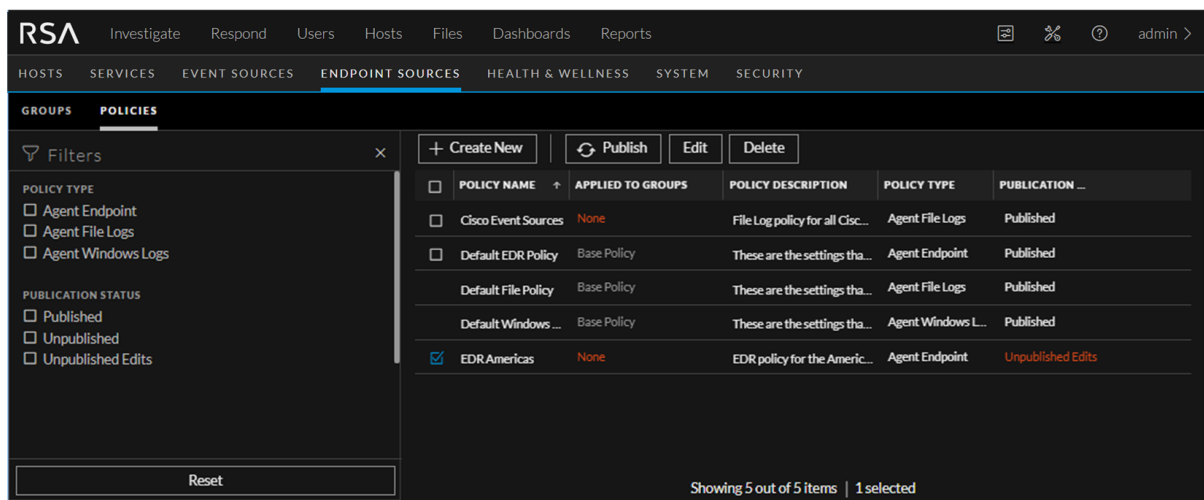 RSA Investigate Respond Users Hosts Files Dashboards Reports admin
HOSTS SERVICES EVENT SOURCES ENDPOINT SOURCES HEALTH & WELLNESS SYSTEM SECURITY
GROUPS POLICIES
Filters
POLICY TYPE
Agent Endpoint
Agent File Logs
Agent Windows Logs
PUBLICATION STATUS
Published
Unpublished
Unpublished Edits
Reset
+ Create New Publish Edit Delete
POLICY NAME ↑ APPLIED TO GROUPS POLICY DESCRIPTION POLICY TYPE PUBLICATION ...
Cisco Event Sources None File Log policy for all Cisc... Agent File Logs Published
Default EDR Policy Base Policy These are the settings tha... Agent Endpoint Published
Default File Policy Base Policy These are the settings tha... Agent File Logs Published
Default Windows ... Base Policy These are the settings tha... Agent Windows L... Published
EDR Americas None EDR policy for the Americ... Agent Endpoint Unpublished Edits
Showing 5 out of 5 items | 1 selected